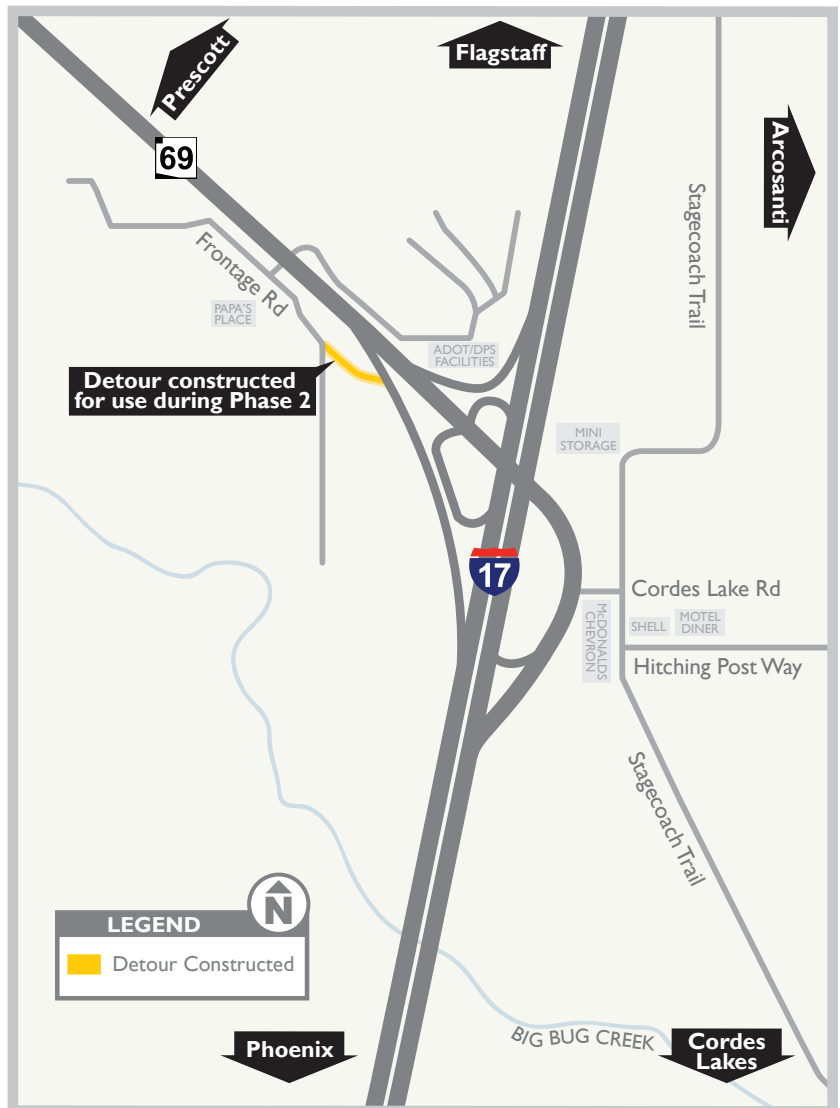 Prescott
Flagstaff
Arcosanti
69
Stagecoach Trail
Frontage Rd
PAPA'S
PLACE
ADOT/DPS
FACILITIES
Detour constructed
for use during Phase 2
MINI
STORAGE
17
Cordes Lake Rd
McDONALDS
CHEVRON
SHELL
MOTEL
DINER
Hitching Post Way
Stagecoach Trail
N
LEGEND
Detour Constructed
BIG BUG CREEK
Phoenix
Cordes
Lakes